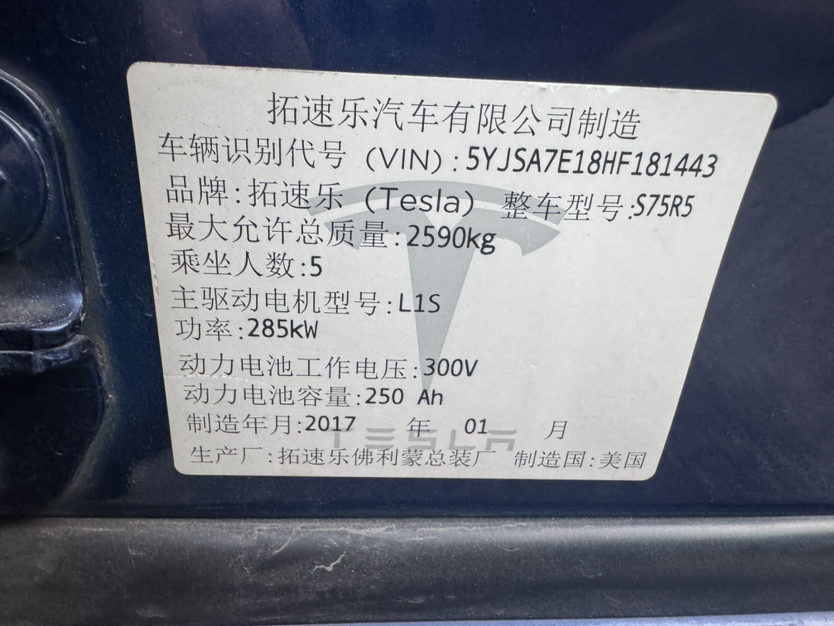 拓速乐汽车有限公司制造
车辆识别代号（VIN）: 5YJSA7E18HF181443
品牌: 拓速乐（Tesla） 整车型号: S75R5
最大允许总质量: 2590kg
乘坐人数: 5
主驱动电机型号: L1S
功率: 285kW
动力电池工作电压: 300V
动力电池容量: 250 Ah
制造年月: 2017 年 01 月
TESLA
生产厂: 拓速乐佛利蒙总装厂 制造国: 美国